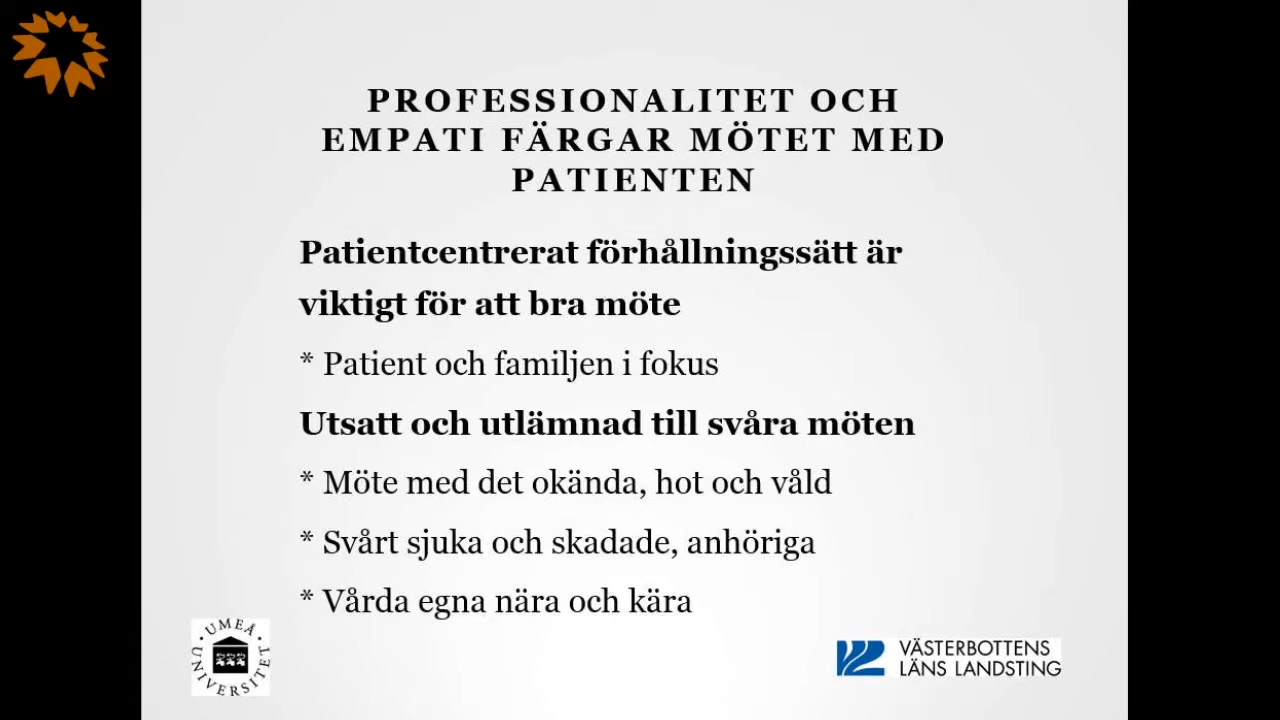 PROFESSIONALITET OCH
EMPATI FÄRGAR MÖTET MED
PATIENTEN
Patientcentrerat förhållningssätt är
viktigt för att bra möte
* Patient och familjen i fokus
Utsatt och utlämnad till svåra möten
* Möte med det okända, hot och våld
* Svårt sjuka och skadade, anhöriga
* Vårda egna nära och kära
UMEÅ UNIVERSITET
VÄSTERBOTTENS
LÄNS LANDSTING